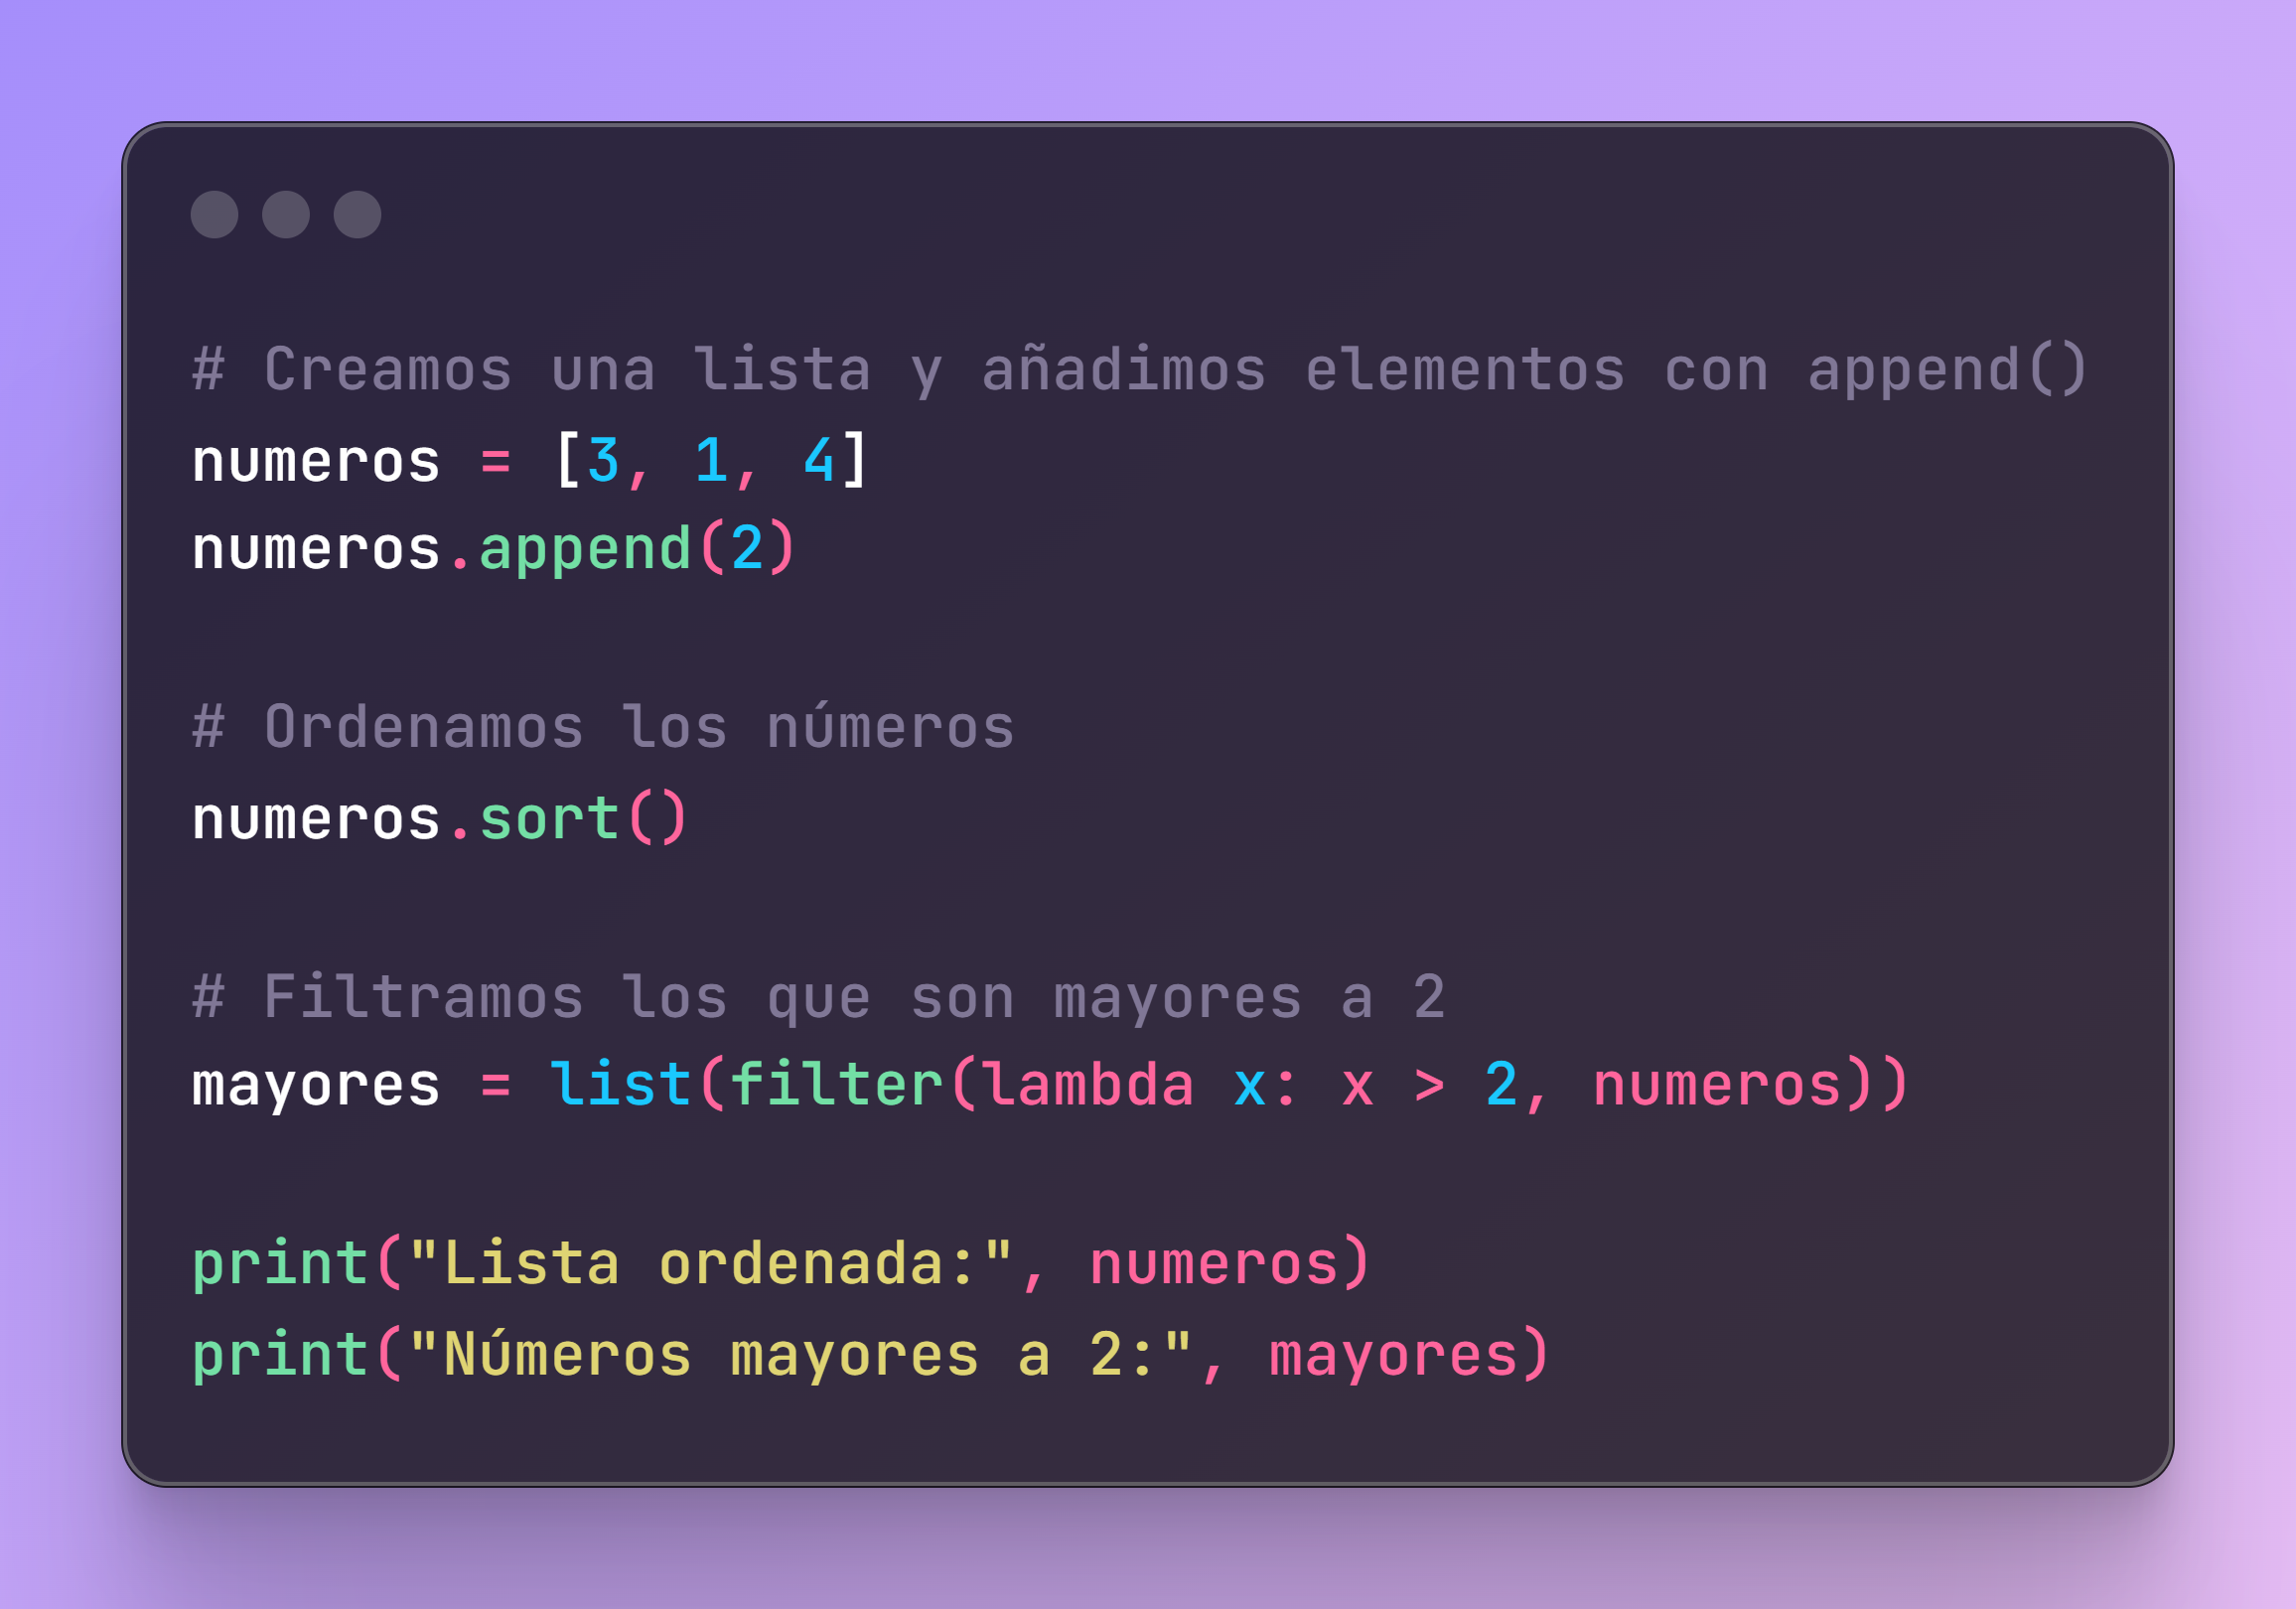 # Creamos una lista y añadimos elementos con append()
numeros = [3, 1, 4]
numeros.append(2)
# Ordenamos los números
numeros.sort()
# Filtramos los que son mayores a 2
mayores = list(filter(lambda x: x > 2, numeros))
print("Lista ordenada:", numeros)
print("Números mayores a 2:", mayores)